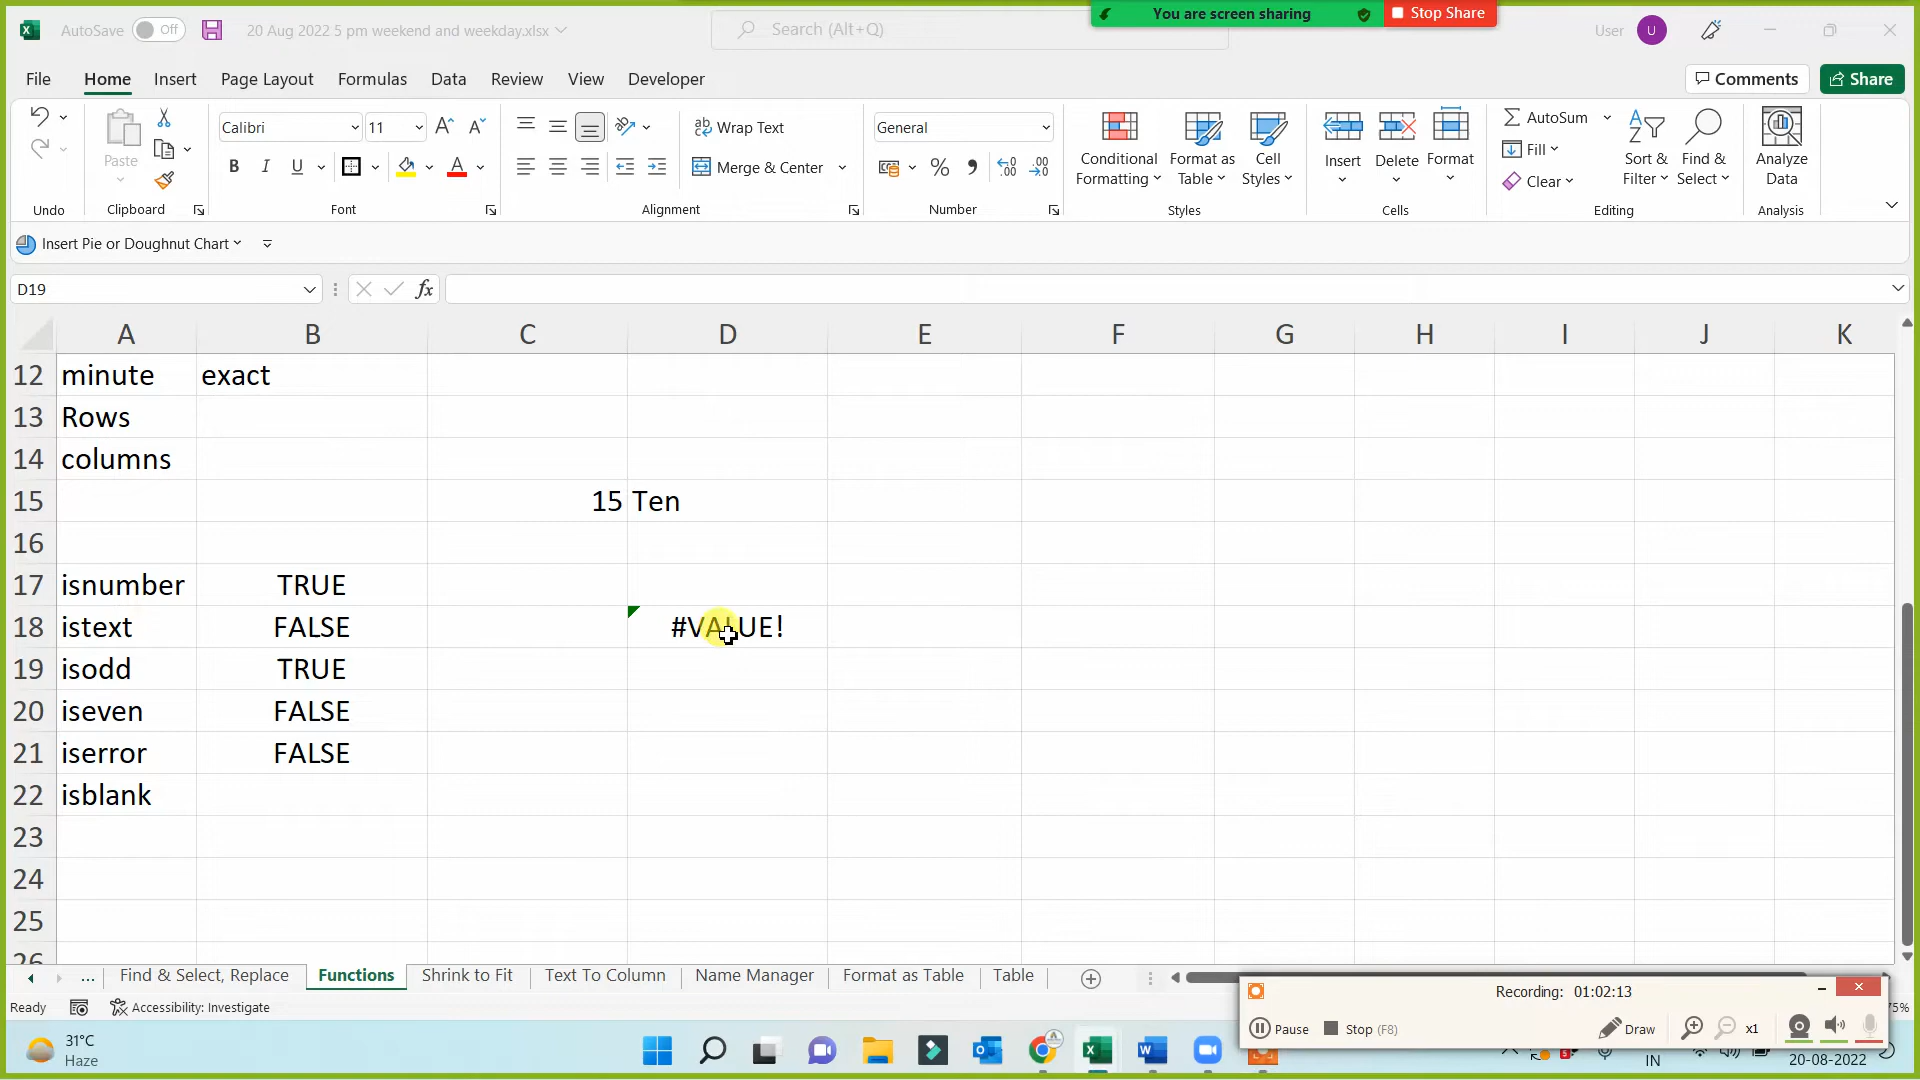 You are screen sharing
Stop Share
AutoSave Off 20 Aug 2022 5 pm weekend and weekday.xlsx Search (Alt+Q) User U
File Home Insert Page Layout Formulas Data Review View Developer Comments Share
Paste
Calibri 11
Wrap Text
Merge & Center
General
Conditional Formatting
Format as Table
Cell Styles
Insert Delete Format
AutoSum
Fill
Clear
Sort & Filter
Find & Select
Analyze Data
Undo Clipboard Font Alignment Number Styles Cells Editing Analysis
Insert Pie or Doughnut Chart
D19 fx
A B C D E F G H I J K
12 minute exact
13 Rows
14 columns
15 15 Ten
16
17 isnumber TRUE
18 istext FALSE #VALUE!
19 isodd TRUE
20 iseven FALSE
21 iserror FALSE
22 isblank
23
24
25
26
... Find & Select, Replace Functions Shrink to Fit Text To Column Name Manager Format as Table Table
Ready Accessibility: Investigate 75%
Recording: 01:02:13
Pause Stop (F8) Draw x1
31°C
Haze
IN
20-08-2022